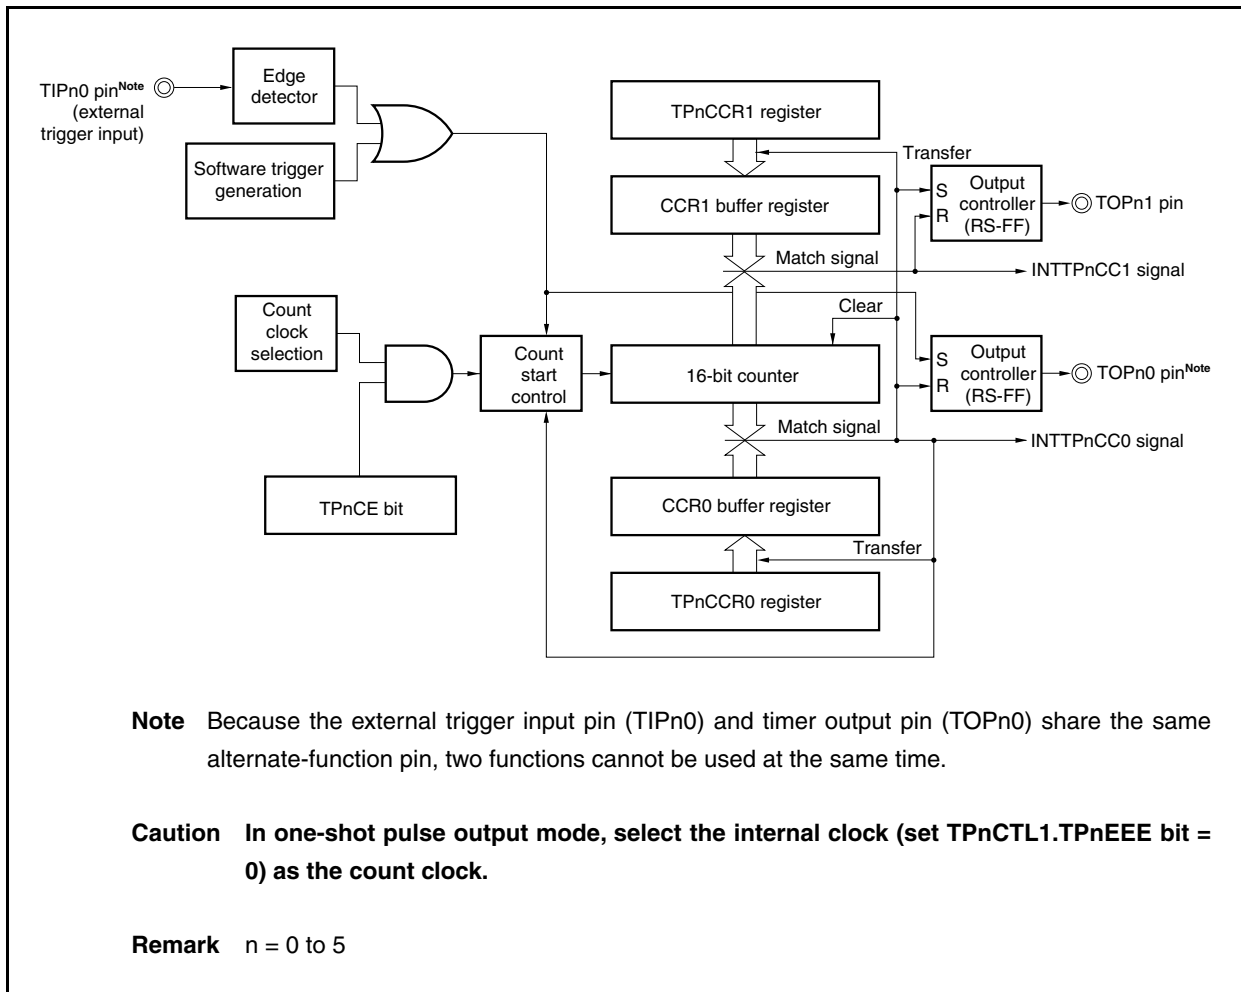 TIPn0 pinNote
(external
trigger input)
Edge
detector
Software trigger
generation
TPnCCR1 register
Transfer
CCR1 buffer register
S
R
Output
controller
(RS-FF)
TOPn1 pin
Match signal
INTTPnCC1 signal
Count
clock
selection
Clear
Count
start
control
16-bit counter
S
R
Output
controller
(RS-FF)
TOPn0 pinNote
Match signal
INTTPnCC0 signal
TPnCE bit
CCR0 buffer register
Transfer
TPnCCR0 register
Note Because the external trigger input pin (TIPn0) and timer output pin (TOPn0) share the same
alternate-function pin, two functions cannot be used at the same time.
Caution In one-shot pulse output mode, select the internal clock (set TPnCTL1.TPnEEE bit =
0) as the count clock.
Remark n = 0 to 5